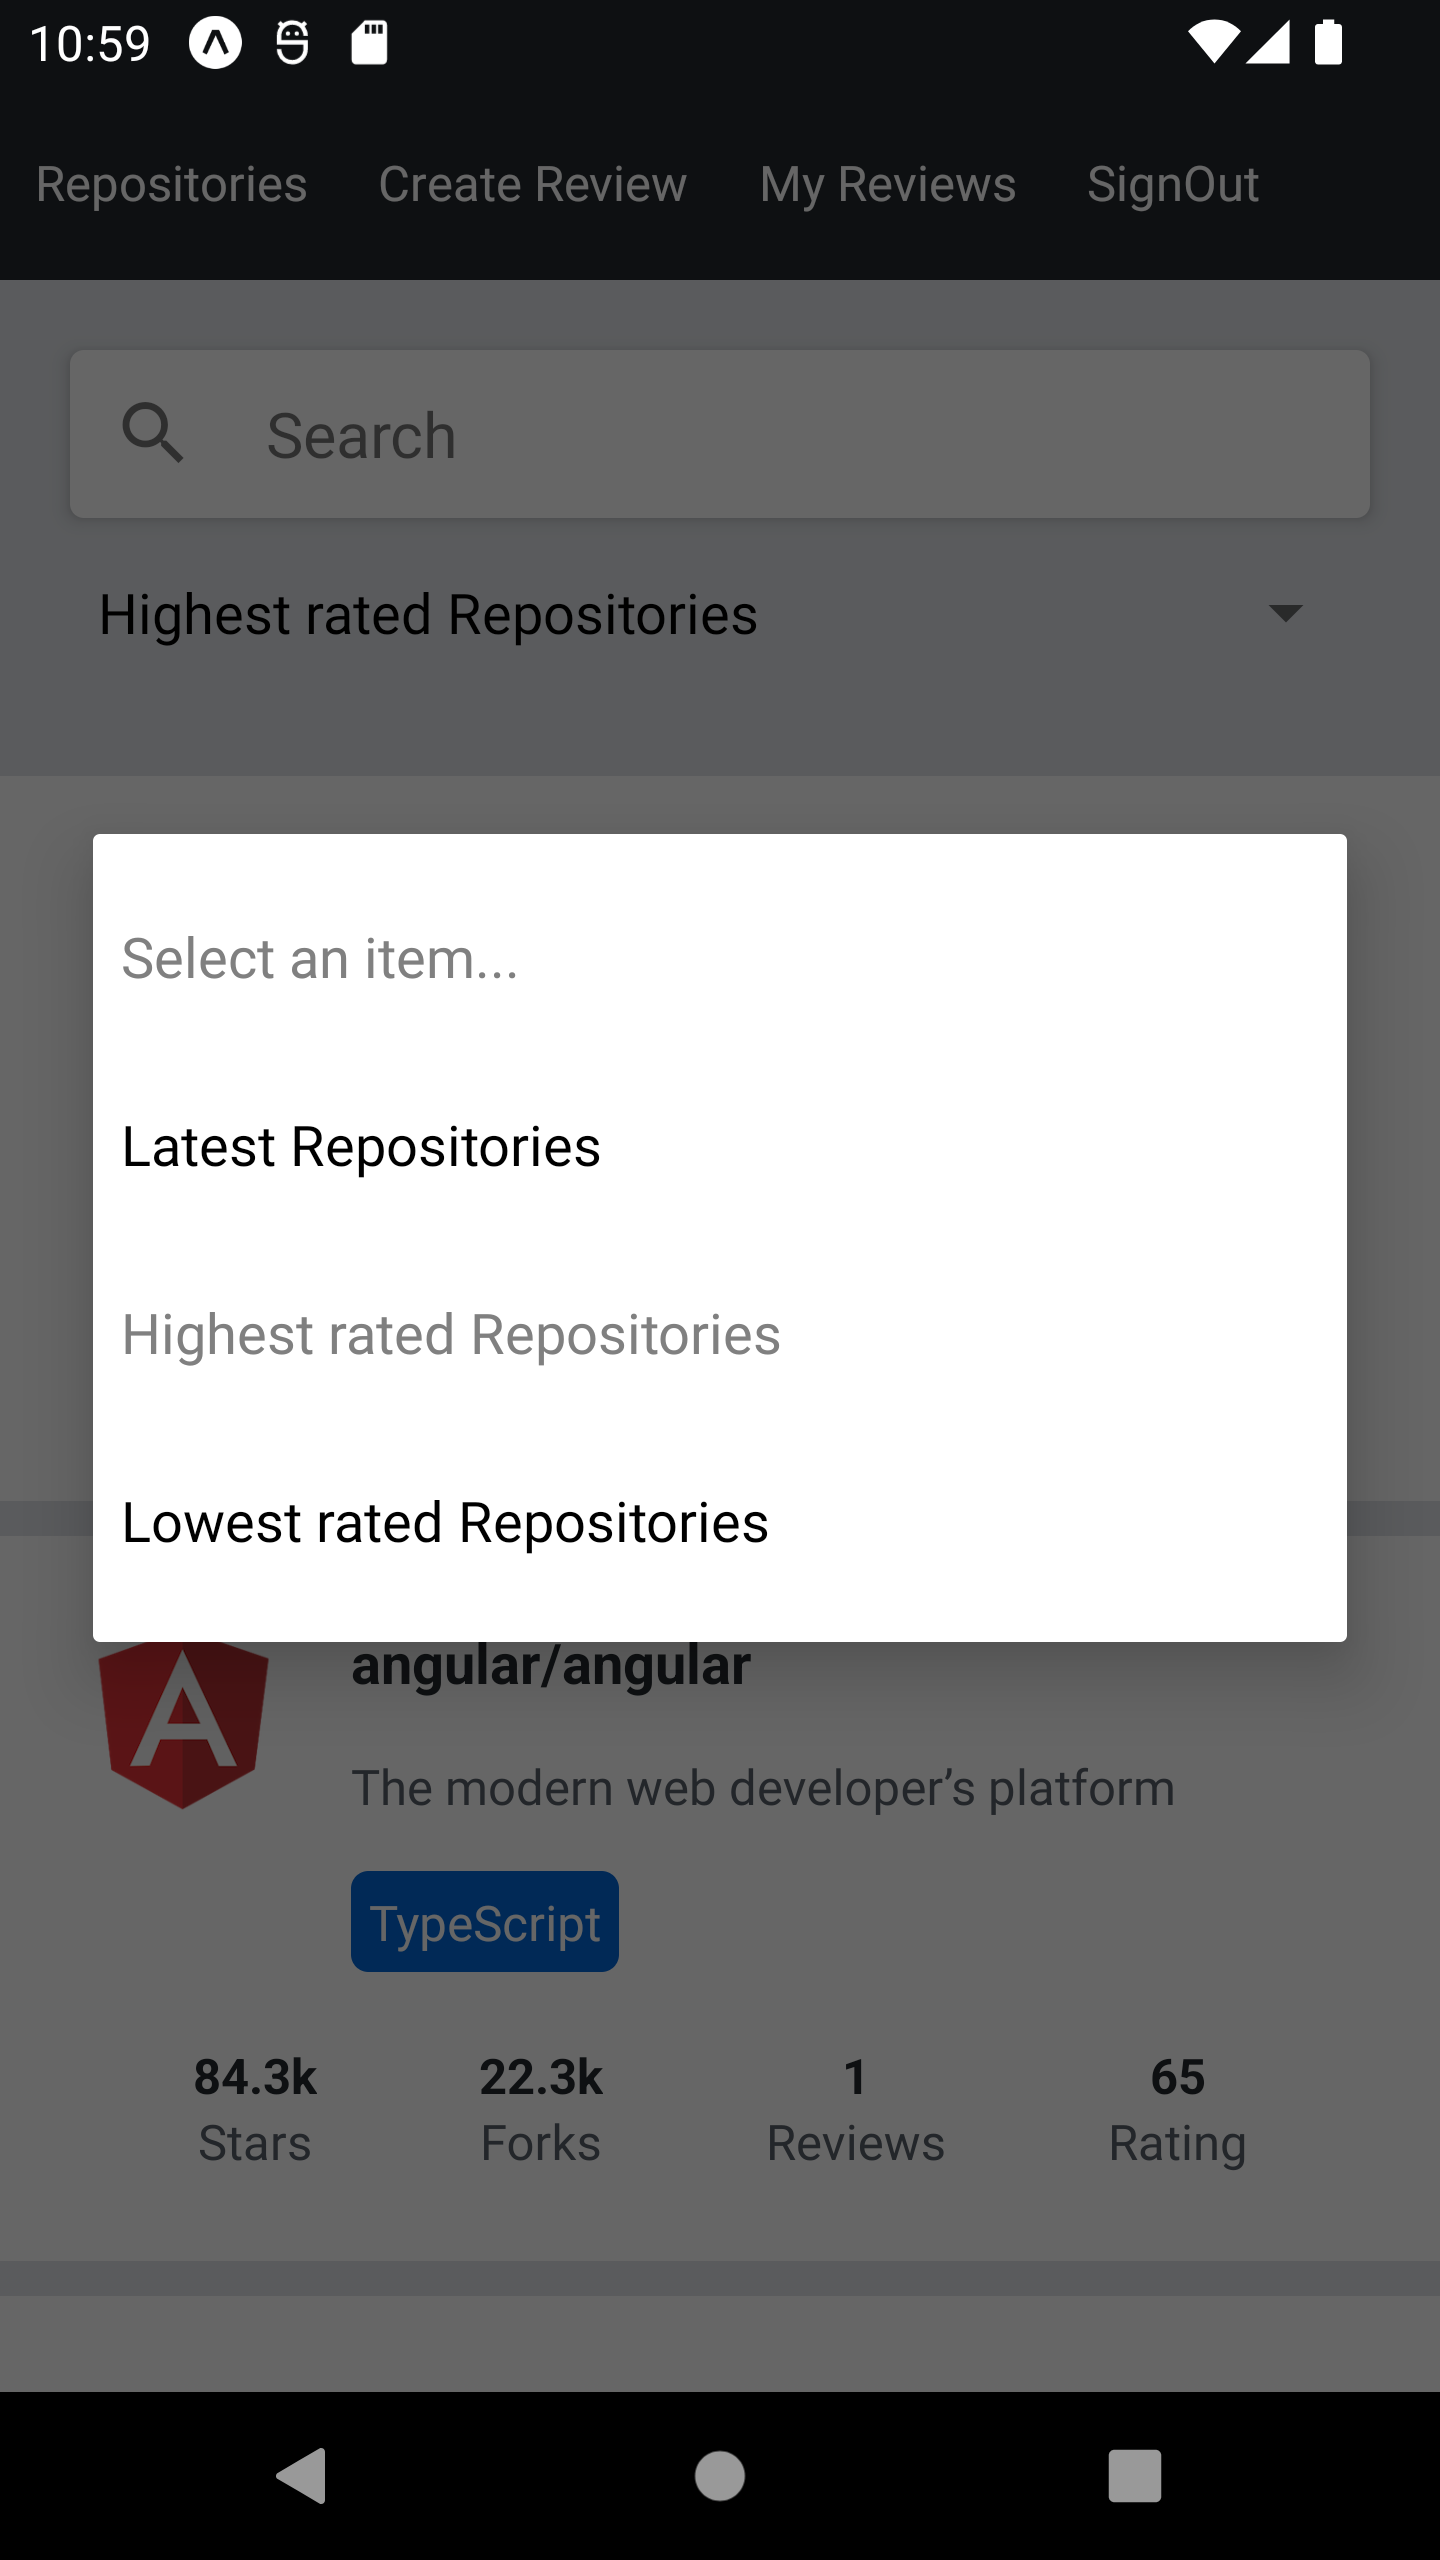 10:59
Repositories Create Review My Reviews SignOut
Search
Highest rated Repositories
Select an item...
Latest Repositories
Highest rated Repositories
Lowest rated Repositories
angular/angular
The modern web developer’s platform
TypeScript
84.3k 22.3k 1 65
Stars Forks Reviews Rating